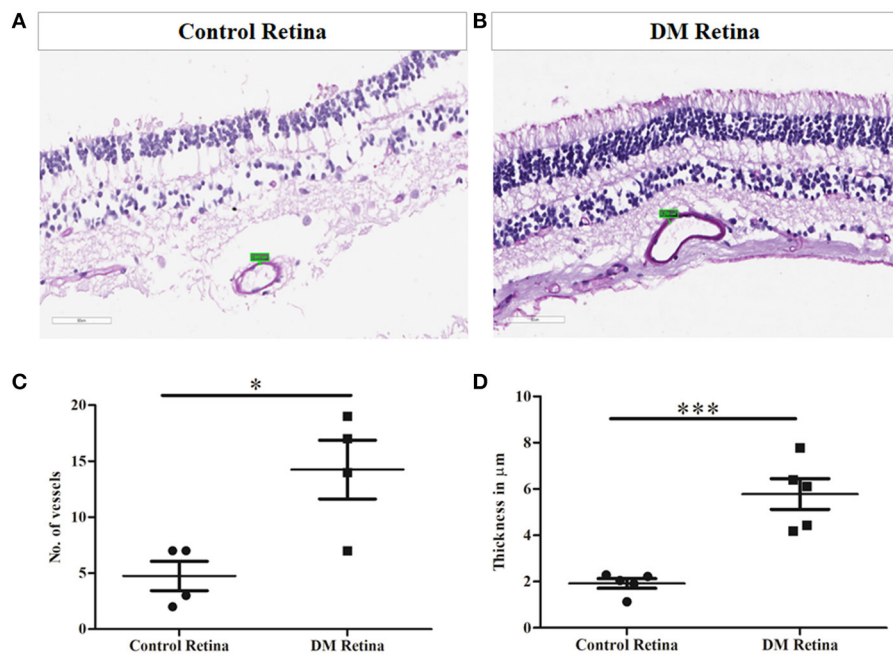 A
Control Retina
B
DM Retina
C
*
No. of vessels
20
15
10
5
0
Control Retina
DM Retina
D
***
Thickness in μm
10
8
6
4
2
0
Control Retina
DM Retina